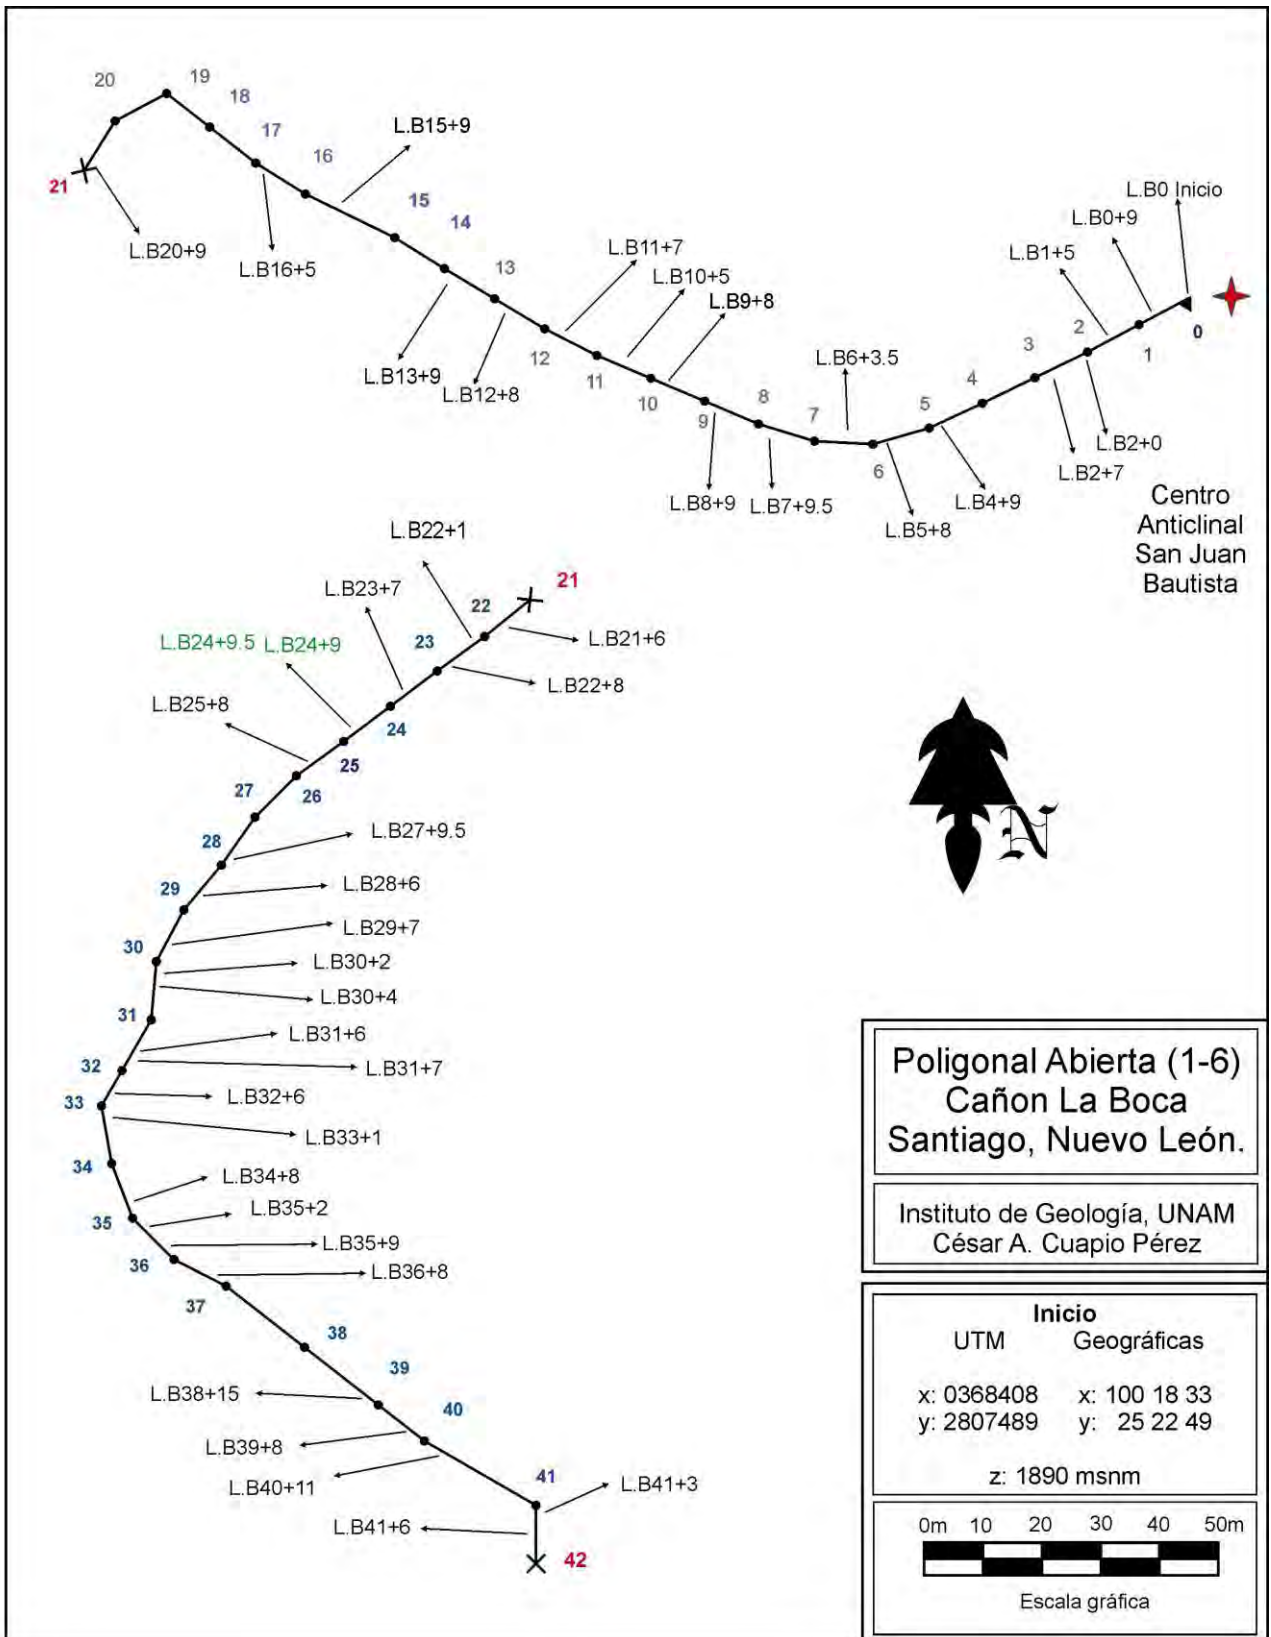 20
19
18
17
16
L.B15+9
15
14
13
21
L.B20+9
L.B16+5
L.B13+9
L.B12+8
12
L.B11+7
L.B10+5
L.B9+8
11
10
9
8
7
L.B8+9
L.B7+9.5
L.B6+3.5
6
5
4
3
2
1
0
L.B0 Inicio
L.B0+9
L.B1+5
L.B2+0
L.B2+7
L.B4+9
L.B5+8
Centro
Anticlinal
San Juan
Bautista
21
L.B22+1
22
L.B21+6
L.B23+7
23
L.B22+8
L.B24+9.5 L.B24+9
24
L.B25+8
25
26
27
L.B27+9.5
28
L.B28+6
29
L.B29+7
30
L.B30+2
L.B30+4
31
L.B31+6
32
L.B31+7
L.B32+6
33
L.B33+1
34
L.B34+8
35
L.B35+2
L.B35+9
36
L.B36+8
37
38
39
L.B38+15
40
L.B39+8
L.B40+11
41
L.B41+3
L.B41+6
42
N
Poligonal Abierta (1-6)
Cañon La Boca
Santiago, Nuevo León.
Instituto de Geología, UNAM
César A. Cuapio Pérez
Inicio
UTM Geográficas
x: 0368408 x: 100 18 33
y: 2807489 y: 25 22 49
z: 1890 msnm
0m 10 20 30 40 50m
Escala gráfica